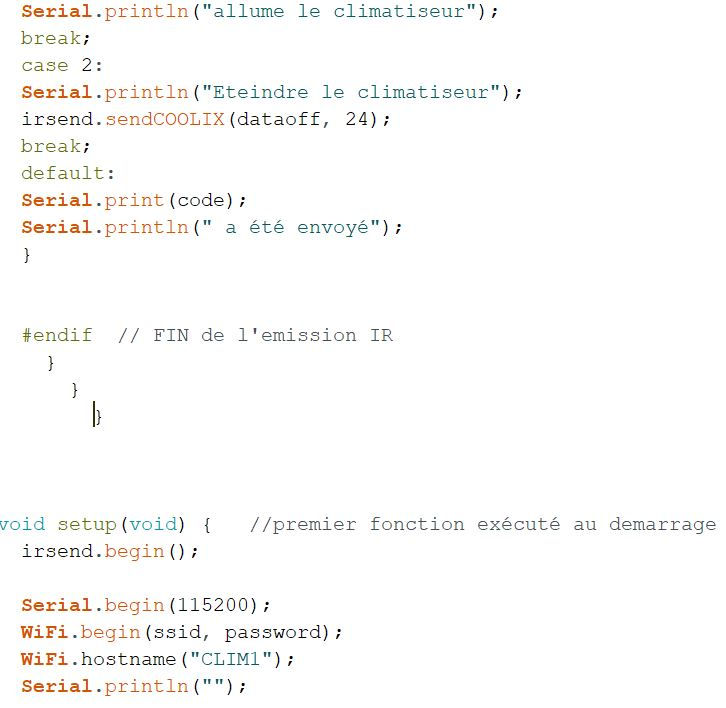 Serial.println("allume le climatiseur");
break;
case 2:
Serial.println("Eteindre le climatiseur");
irsend.sendCOOLIX(dataoff, 24);
break;
default:
Serial.print(code);
Serial.println(" a été envoyé");
}
#endif  // FIN de l'emission IR
}
}
}
void setup(void) {   //premier fonction exécuté au demarrage
irsend.begin();
Serial.begin(115200);
WiFi.begin(ssid, password);
WiFi.hostname("CLIM1");
Serial.println("");